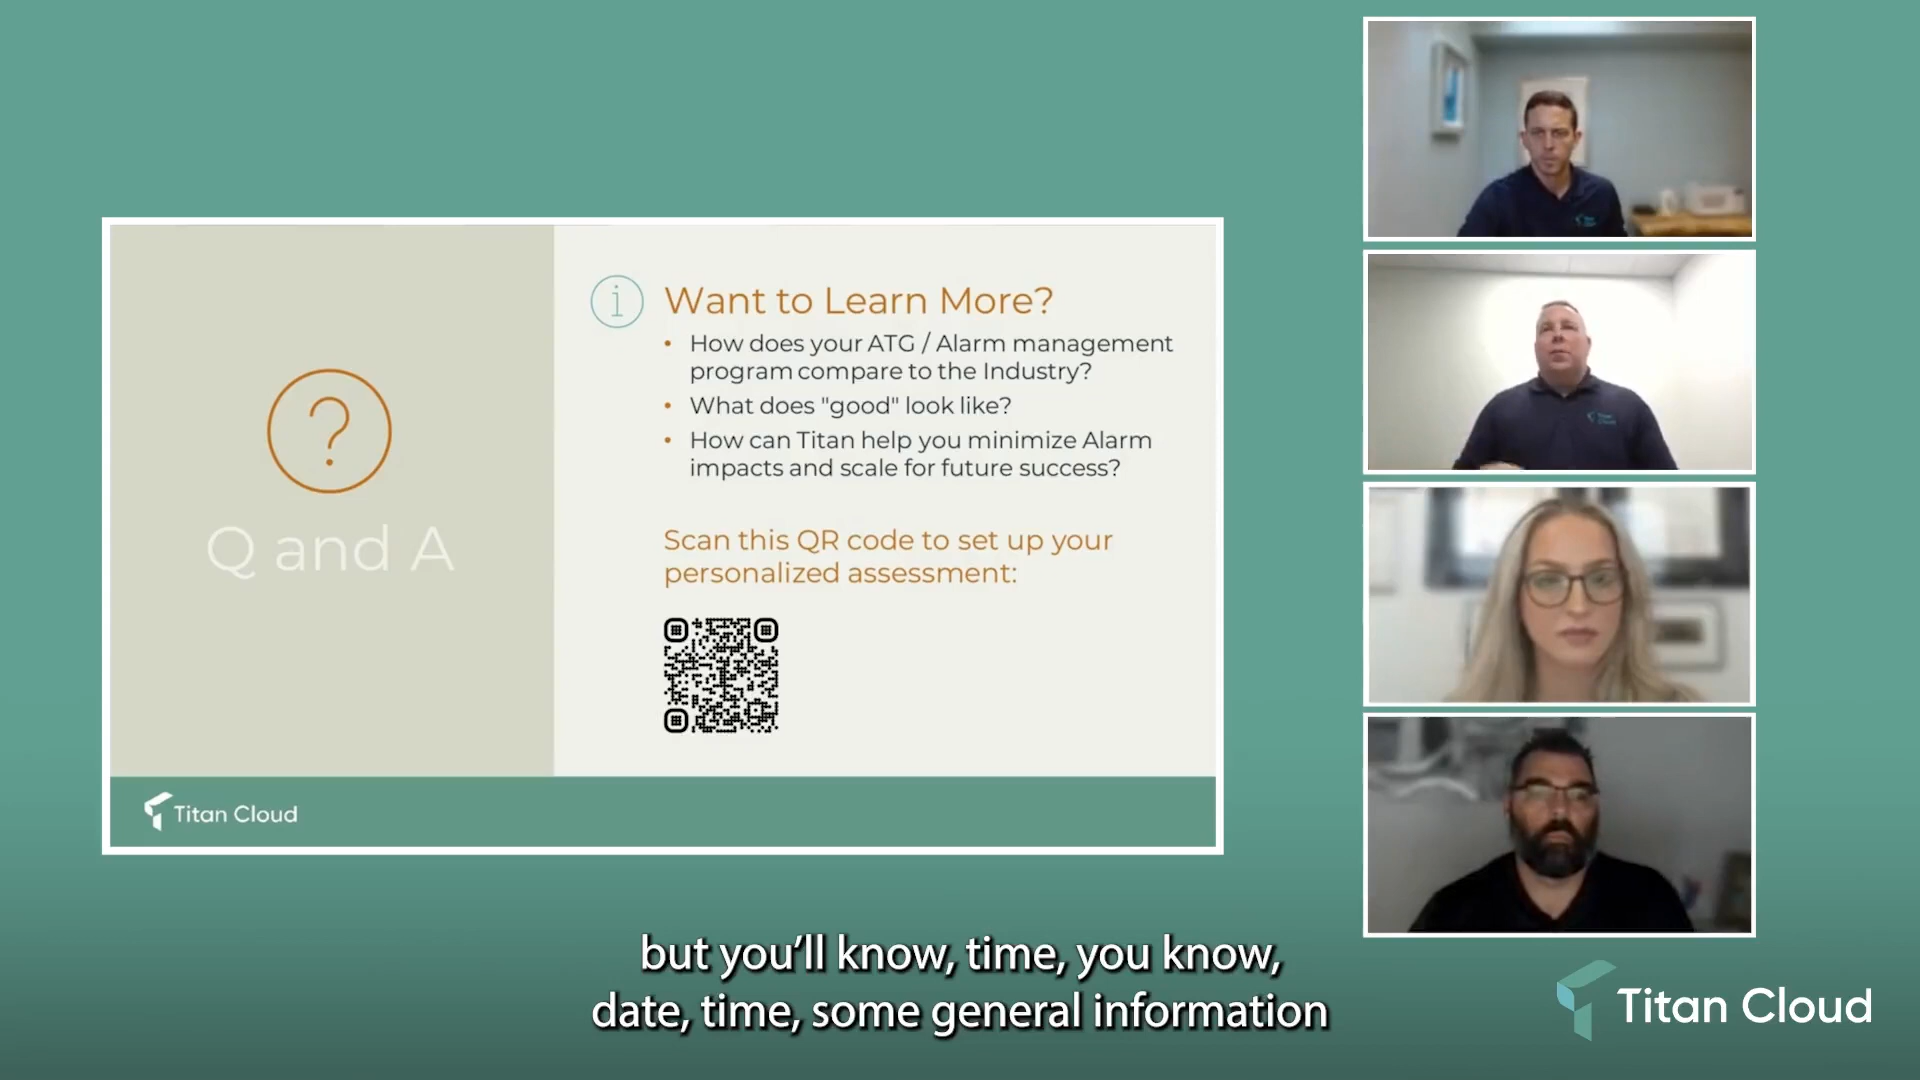 Q and A
Want to Learn More?
• How does your ATG / Alarm management
program compare to the Industry?
• What does "good" look like?
• How can Titan help you minimize Alarm
impacts and scale for future success?
Scan this QR code to set up your
personalized assessment:
Titan Cloud
but you’ll know, time, you know,
date, time, some general information
Titan Cloud